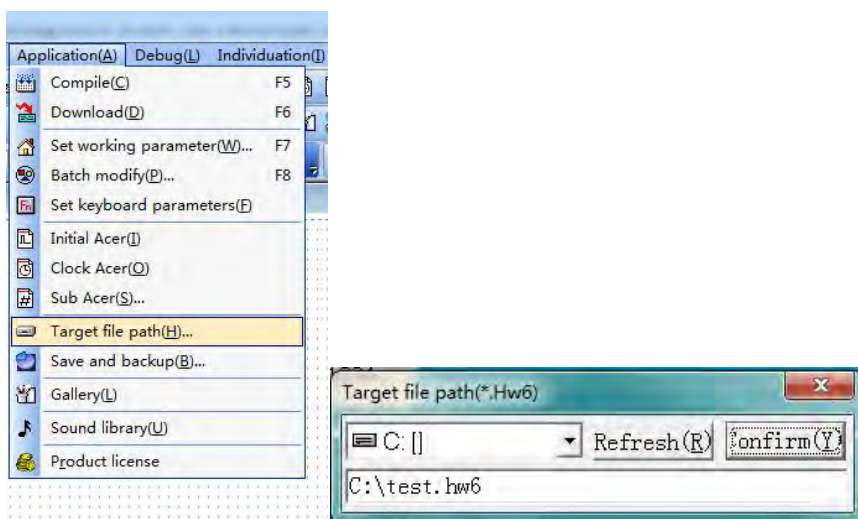 Application(A) Debug(L) Individuation(I)
Compile(C) F5
Download(D) F6
Set working parameter(W)... F7
Batch modify(P)... F8
Set keyboard parameters(F)
Initial Acer(I)
Clock Acer(O)
Sub Acer(S)...
Target file path(H)...
Save and backup(B)...
Gallery(L)
Sound library(U)
Product license
Target file path(*.Hw6)
C: [] Refresh(R) Confirm(Y)
C:\test.hw6